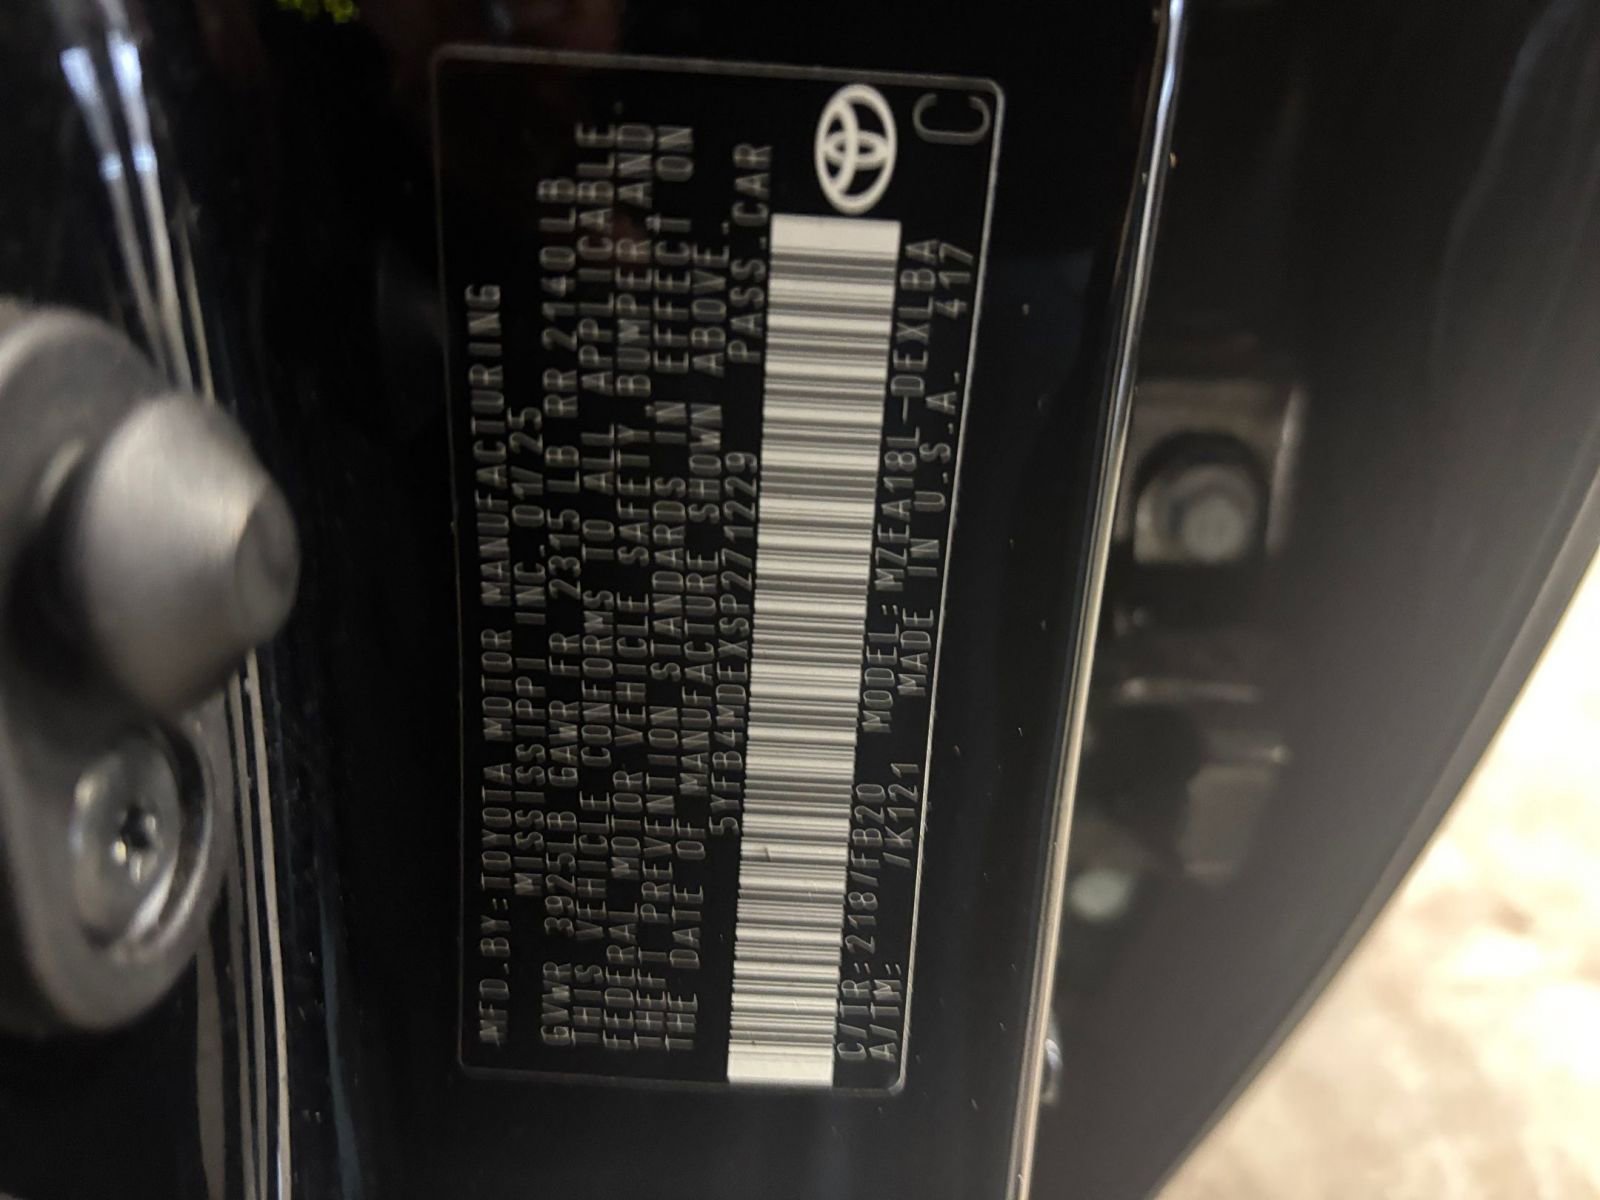 MFD.BY:TOYOTA MOTOR MANUFACTURING
MISSISSIPPI INC. 01/25
GVWR 3925LB GAWR FR 2315 LB RR 2140LB
THIS VEHICLE CONFORMS TO ALL APPLICABLE
FEDERAL MOTOR VEHICLE SAFETY BUMPER, AND
THEFT PREVENTION STANDARDS IN EFFECT ON
THE DATE OF MANUFACTURE SHOWN ABOVE.
5YFB4MDEXSP271229 PASS.CAR
C/TR:218/FB20 MODEL:MZEA18L-DEXLBA
A/TM: /K121 MADE IN U.S.A. 417
C